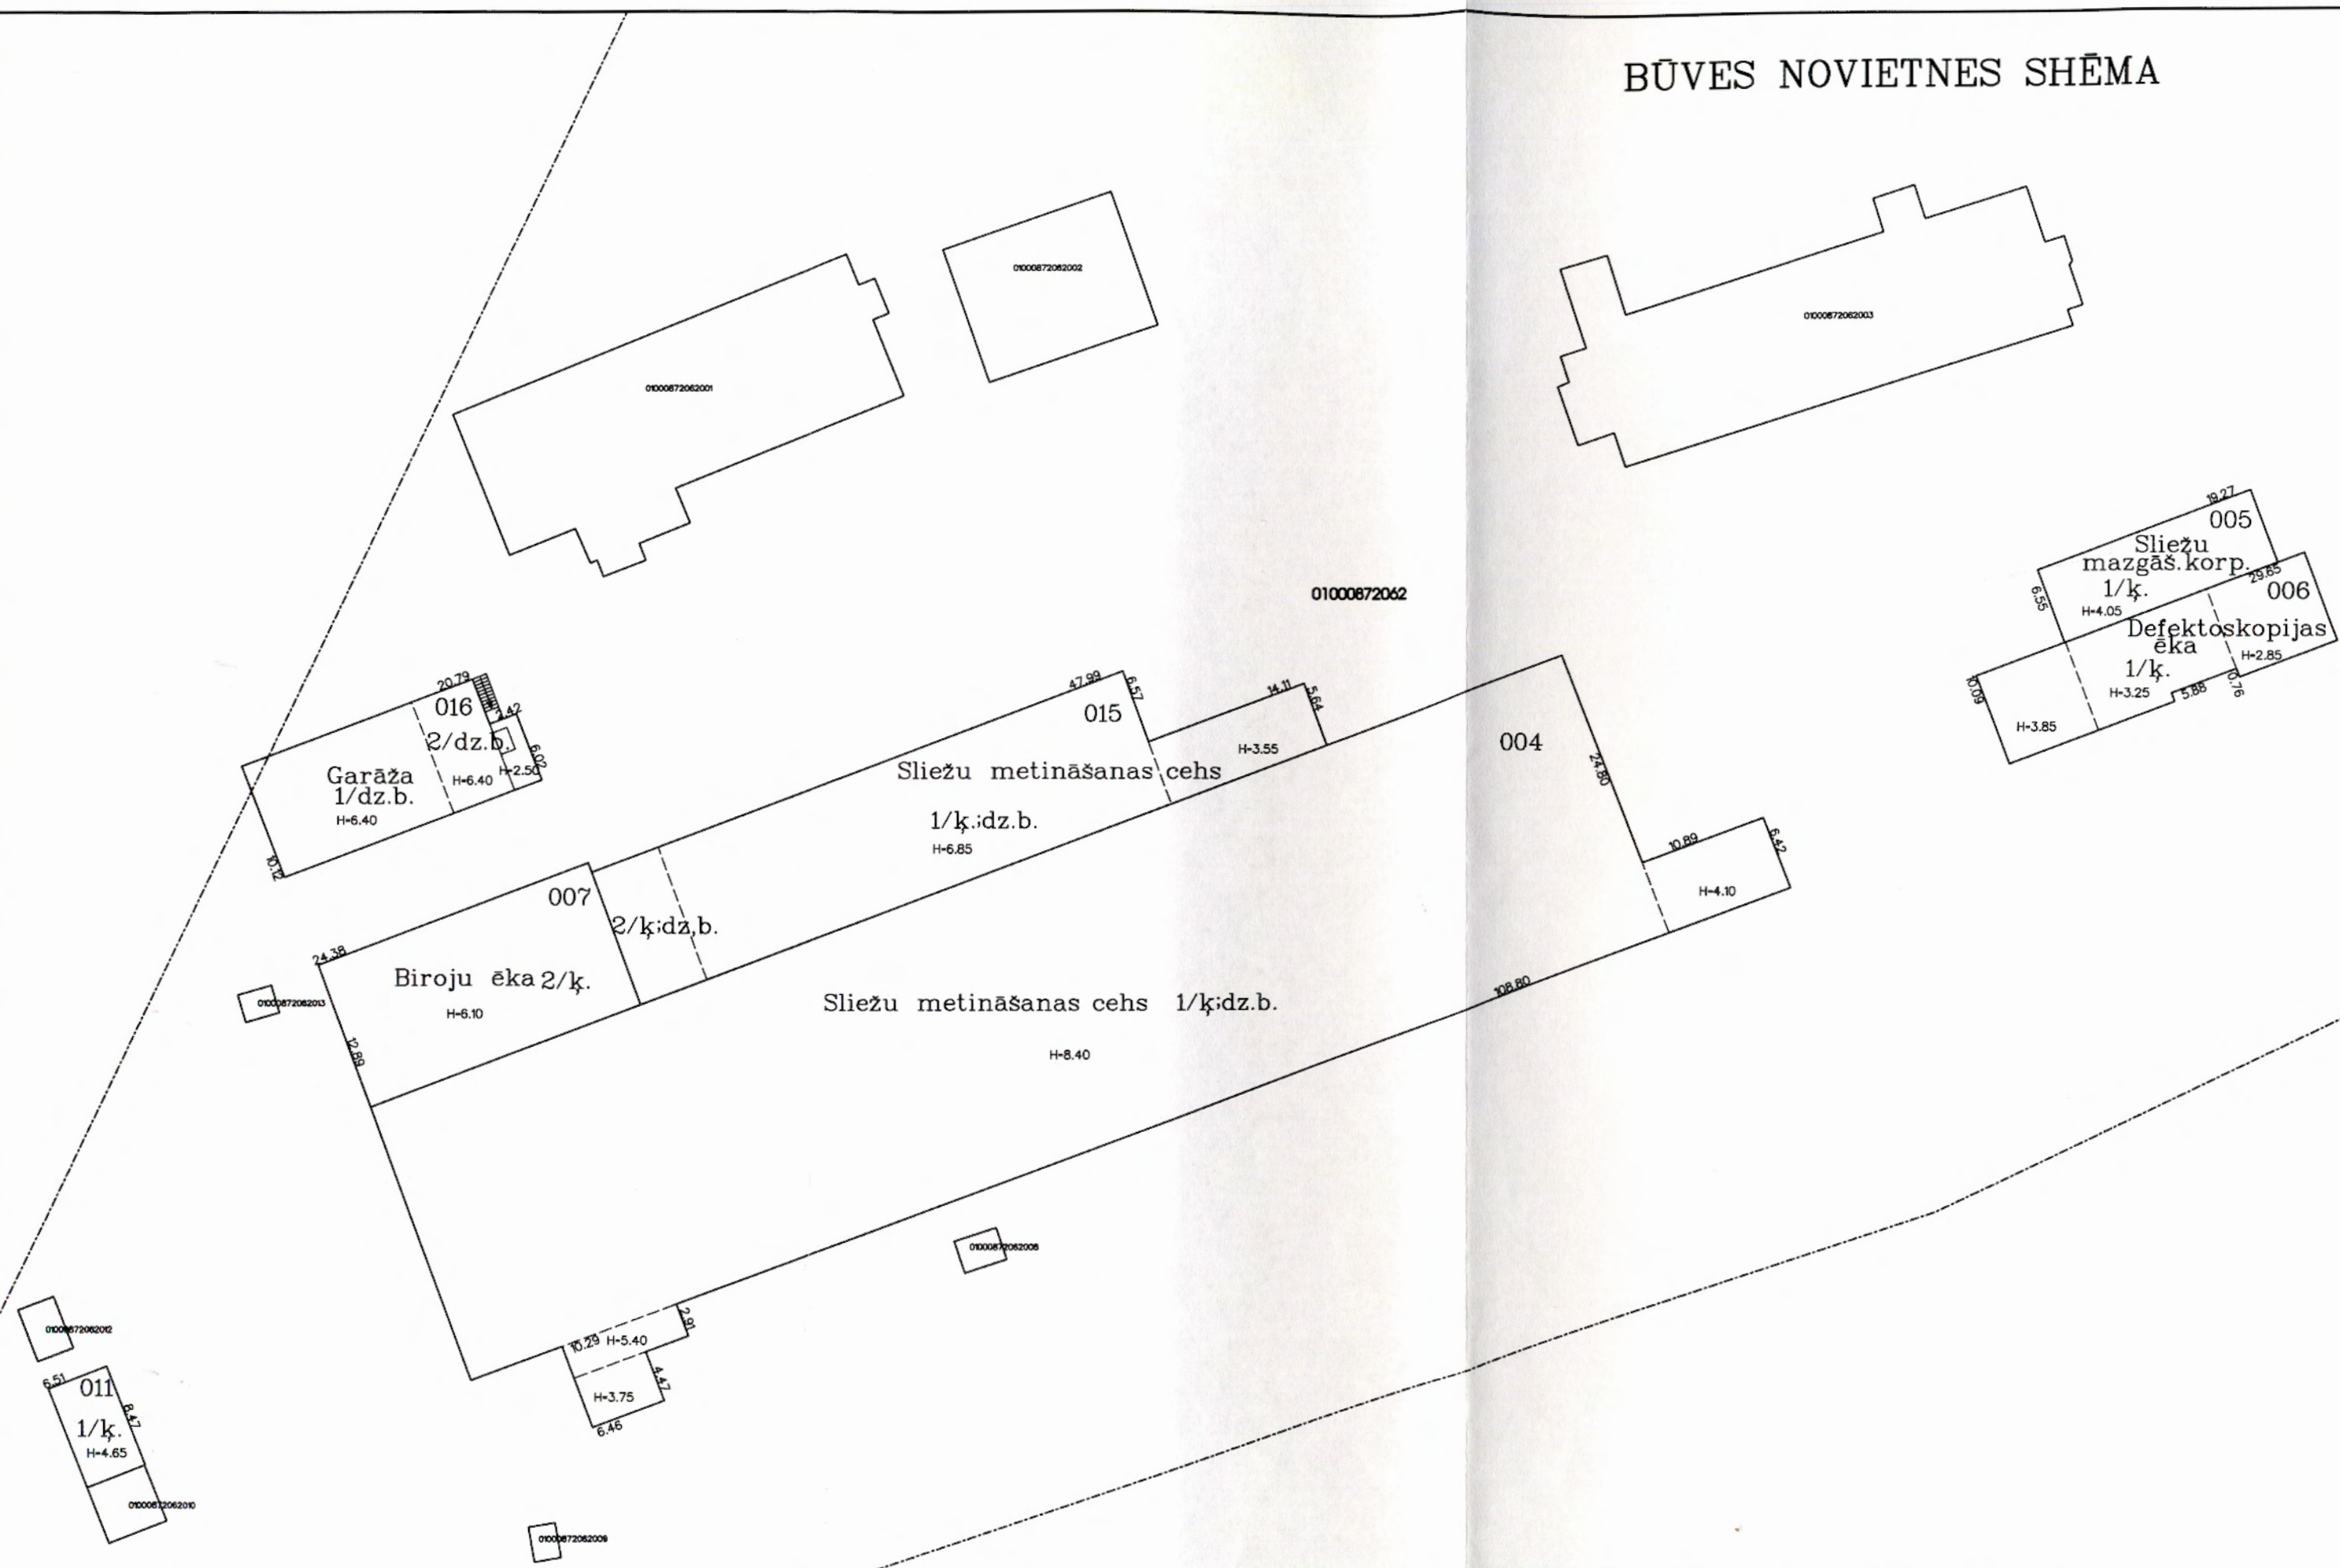 BŪVES NOVIETNES SHĒMA
01000872062002
01000872062003
01000872062001
01000872062
19.27
005
Sliežu
mazgāš.korp.
1/ķ.
H=4.05
6.55
29.65
006
Defektoskopijas
ēka
1/ķ.
H=3.25
H=2.85
5.88
0.76
10.09
H=3.85
20.79
016
2/dz.b.
2.42
6.02
H=6.40
H=2.50
Garāža
1/dz.b.
H=6.40
10.12
47.99
6.57
015
14.11
5.64
H=3.55
Sliežu metināšanas cehs
1/ķ.;dz.b.
H=6.85
004
24.80
10.89
6.42
H=4.10
007
2/ķ;dz,b.
24.38
Biroju ēka 2/ķ.
H=6.10
12.89
01000872062013
Sliežu metināšanas cehs 1/ķ;dz.b.
H=8.40
108.80
01000872062008
01000872062012
2.91
10.29 H=5.40
4.47
H=3.75
6.46
6.51
011
8.47
1/ķ.
H=4.65
01000872062010
01000872062009